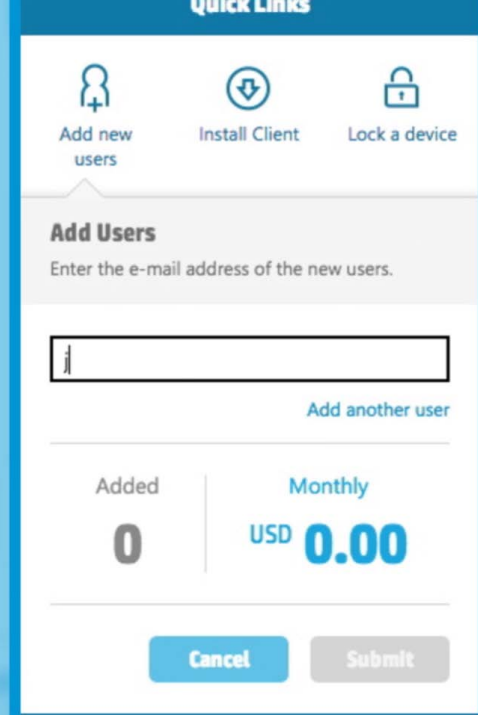 Quick Links
Add new
users
Install Client
Lock a device
Add Users
Enter the e-mail address of the new users.
j
Add another user
Added
Monthly
0
USD 0.00
Cancel
Submit